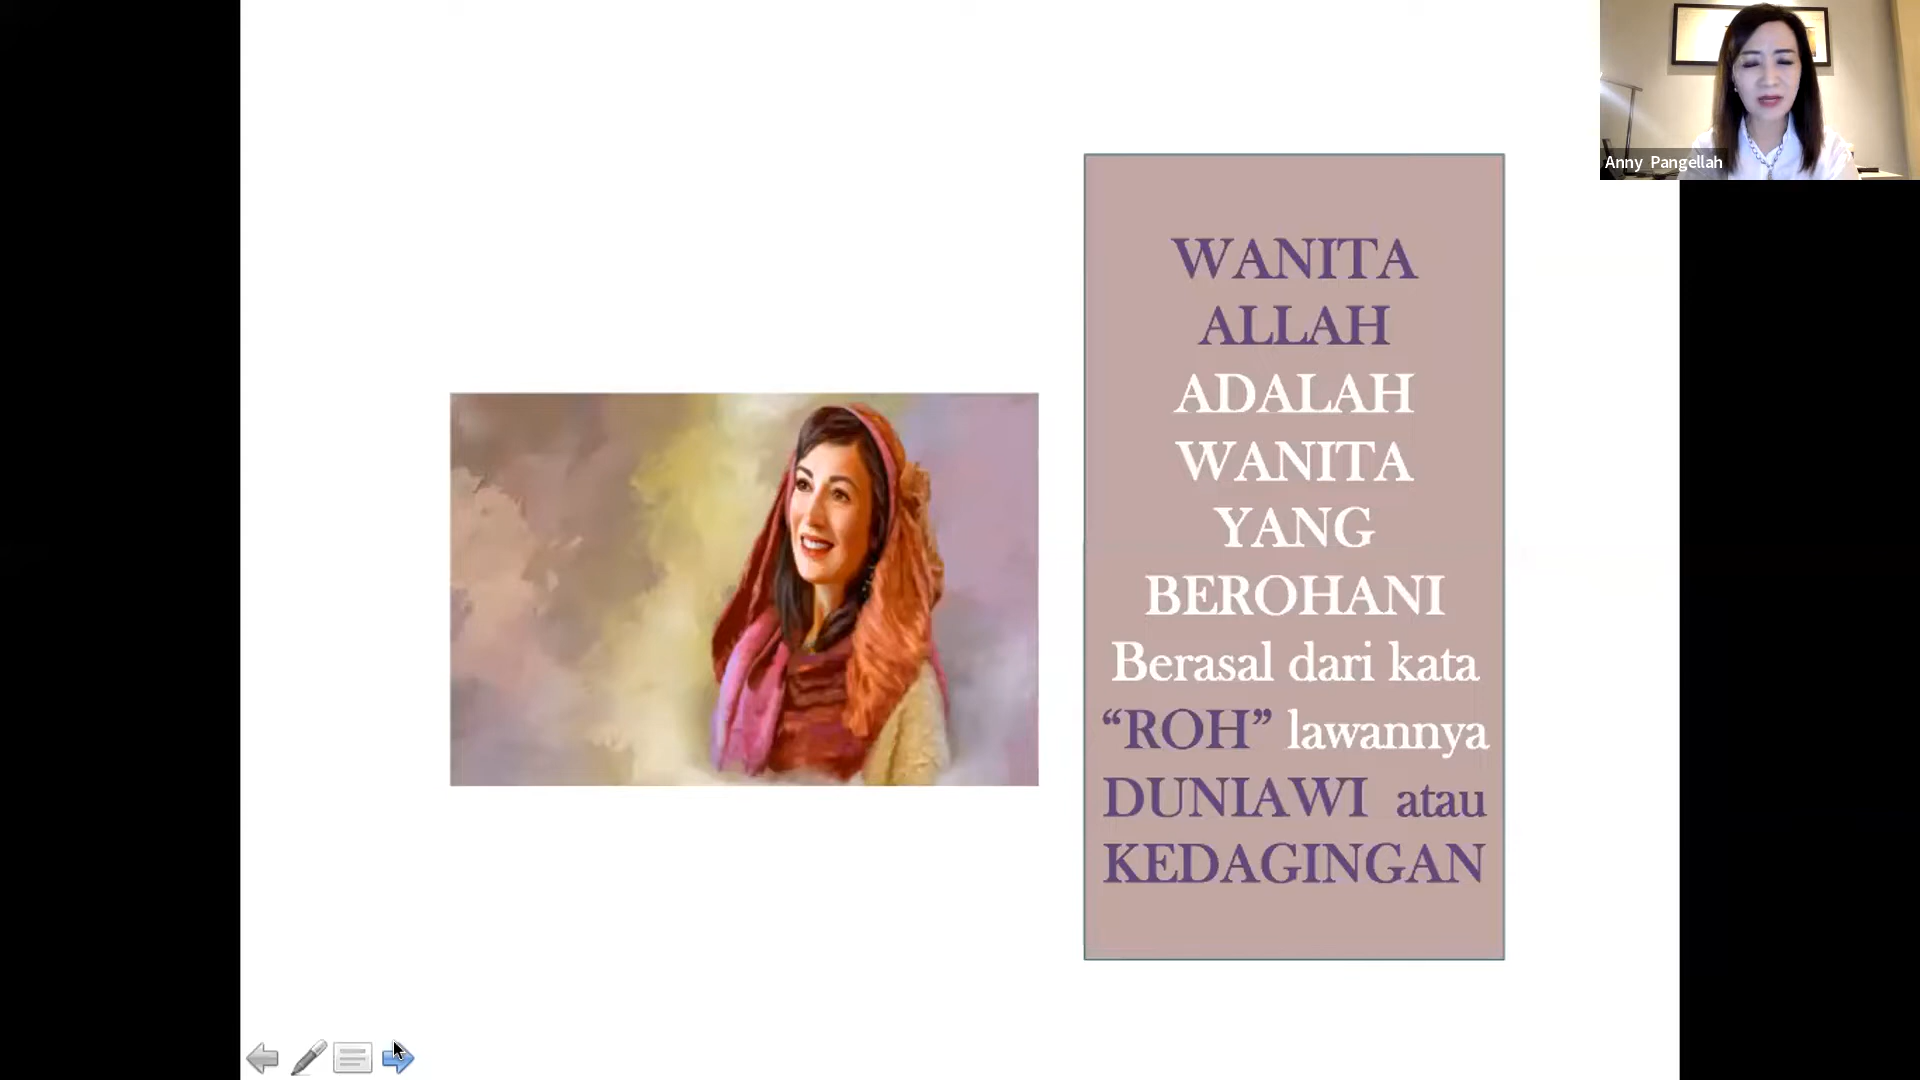 Anny Pangellah
WANITA
ALLAH
ADALAH
WANITA
YANG
BEROHANI
Berasal dari kata
“ROH” lawannya
DUNIAWI atau
KEDAGINGAN